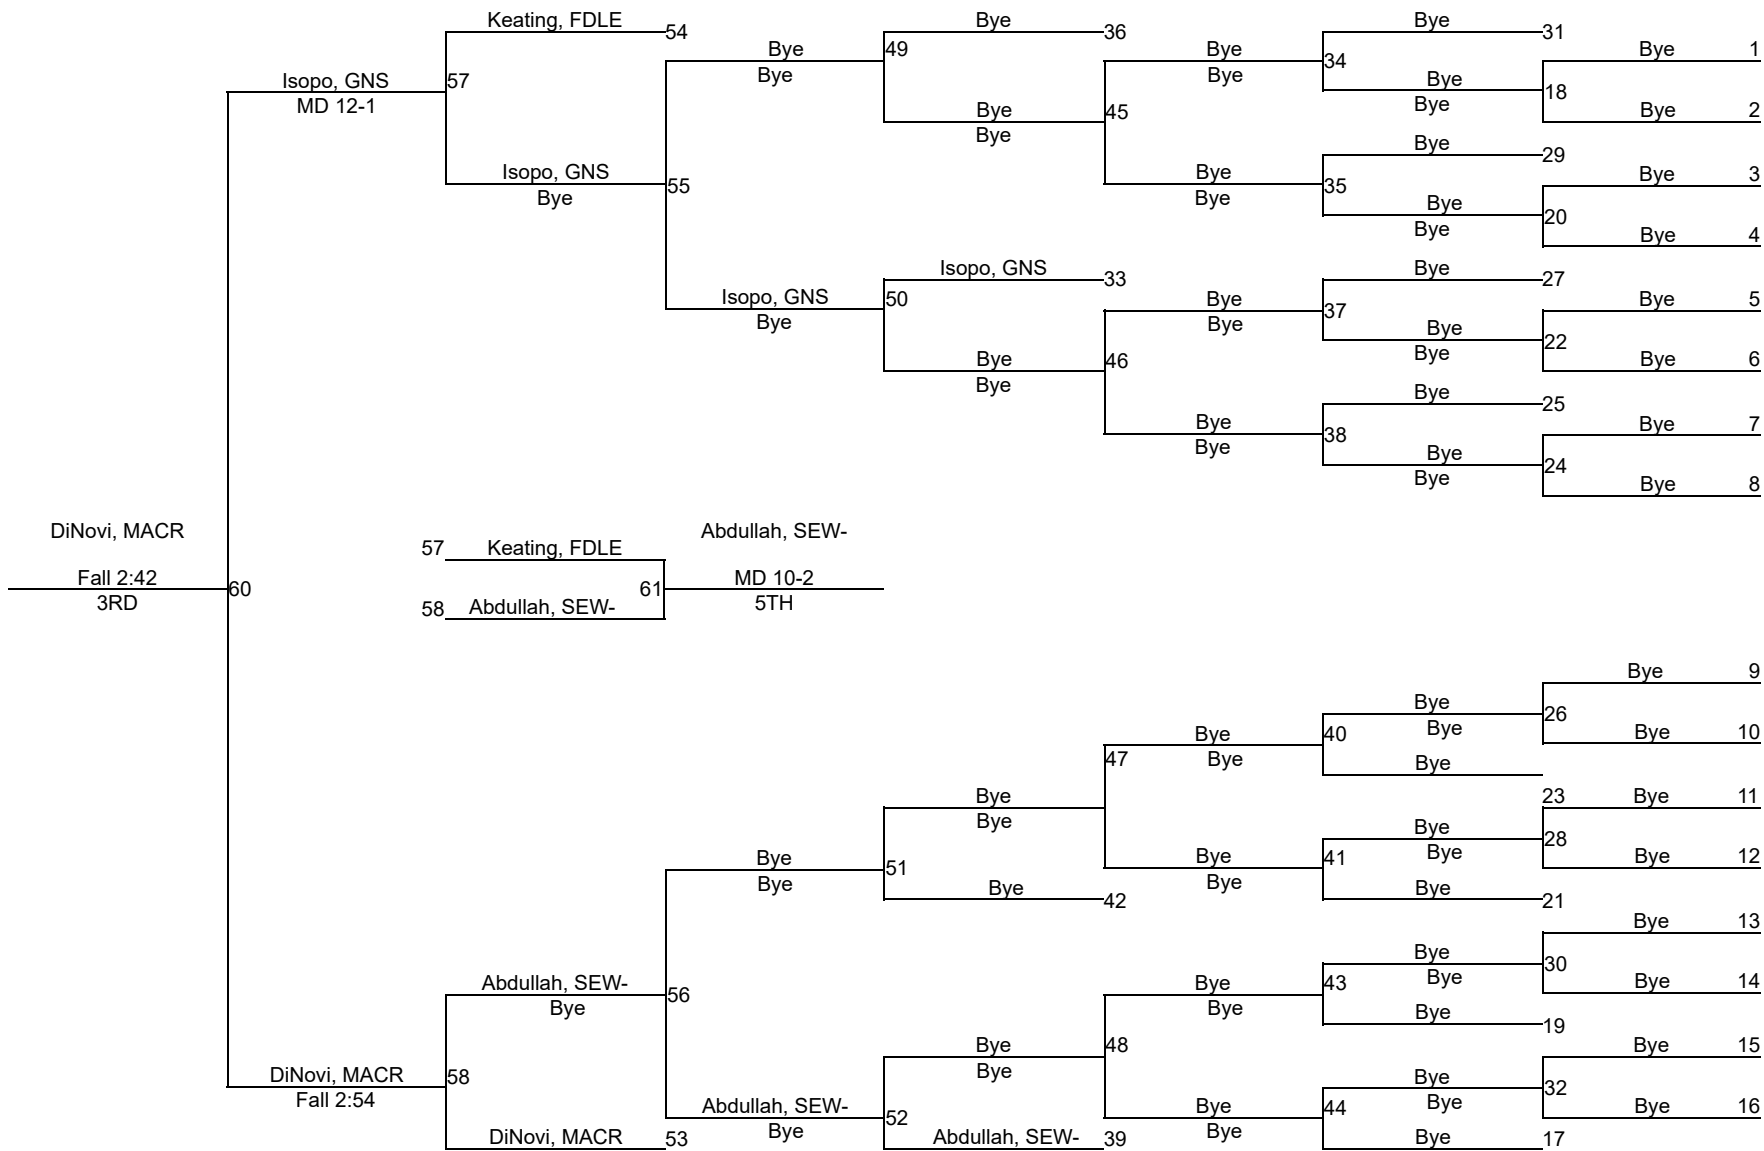 Keating, FDLE
54
Bye
36
Bye
31
Bye
Bye
49
Bye
Bye
34
Bye 1
Isopo, GNS
MD 12-1
57
Bye
Bye
18
Bye 2
Bye
Bye
45
Bye
29
Isopo, GNS
Bye
55
Bye
Bye
35
Bye 3
Bye
Bye
20
Bye 4
Isopo, GNS
33
Bye
27
Isopo, GNS
Bye
50
Bye
Bye
37
Bye 5
Bye
Bye
22
Bye 6
Bye
Bye
46
Bye
25
Bye
Bye
38
Bye 7
Bye
Bye
24
Bye 8
DiNovi, MACR
Fall 2:42
3RD
60
57 Keating, FDLE
58 Abdullah, SEW-
61
Abdullah, SEW-
MD 10-2
5TH
Bye 9
Bye
Bye
26
Bye
Bye
40
Bye 10
47
Bye
Bye
Bye
23
Bye 11
Bye
Bye
28
Bye
Bye
51
Bye
Bye
41
Bye 12
Bye
42
Bye
21
Bye 13
Bye
Bye
30
Abdullah, SEW-
Bye
56
Bye
Bye
43
Bye 14
Bye
19
Bye
Bye
48
Bye 15
DiNovi, MACR
Fall 2:54
58
Bye
Bye
32
Abdullah, SEW-
Bye
52
Bye
Bye
44
Bye 16
DiNovi, MACR
53
Abdullah, SEW-
39
Bye
17